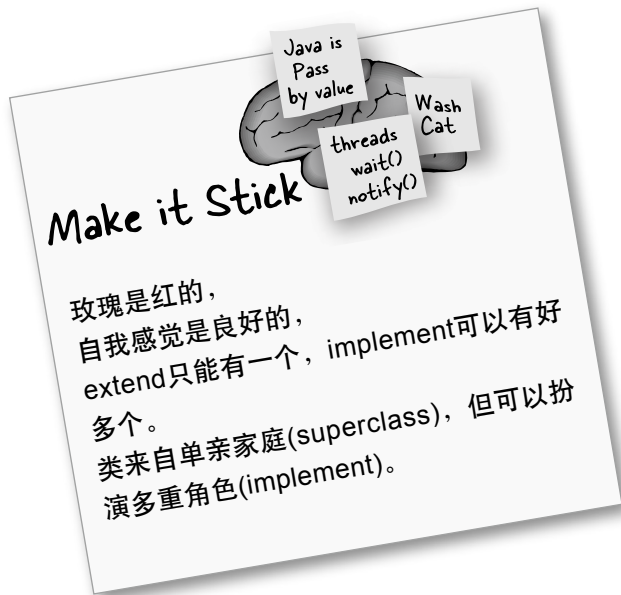 Java is
Pass
by value
Wash
Cat
threads
wait()
notify()
Make it Stick
玫瑰是红的，
自我感觉是良好的，
extend只能有一个，implement可以有好
多个。
类来自单亲家庭(superclass)，但可以扮
演多重角色(implement)。